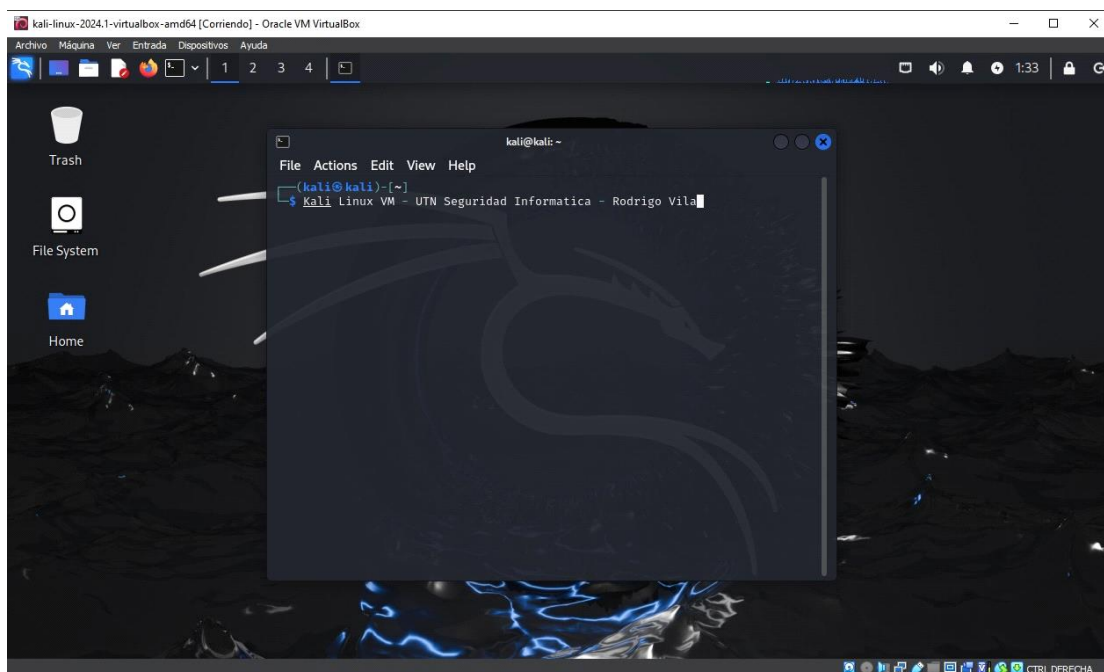 kali-linux-2024.1-virtualbox-amd64 [Corriendo] - Oracle VM VirtualBox
Archivo Máquina Ver Entrada Dispositivos Ayuda
1 2 3 4 1:33
Trash
File System
Home
kali@kali: ~
File Actions Edit View Help
(kali㉿kali)-[~]
$ Kali Linux VM - UTN Seguridad Informatica - Rodrigo Vila
CTRL DERECHA